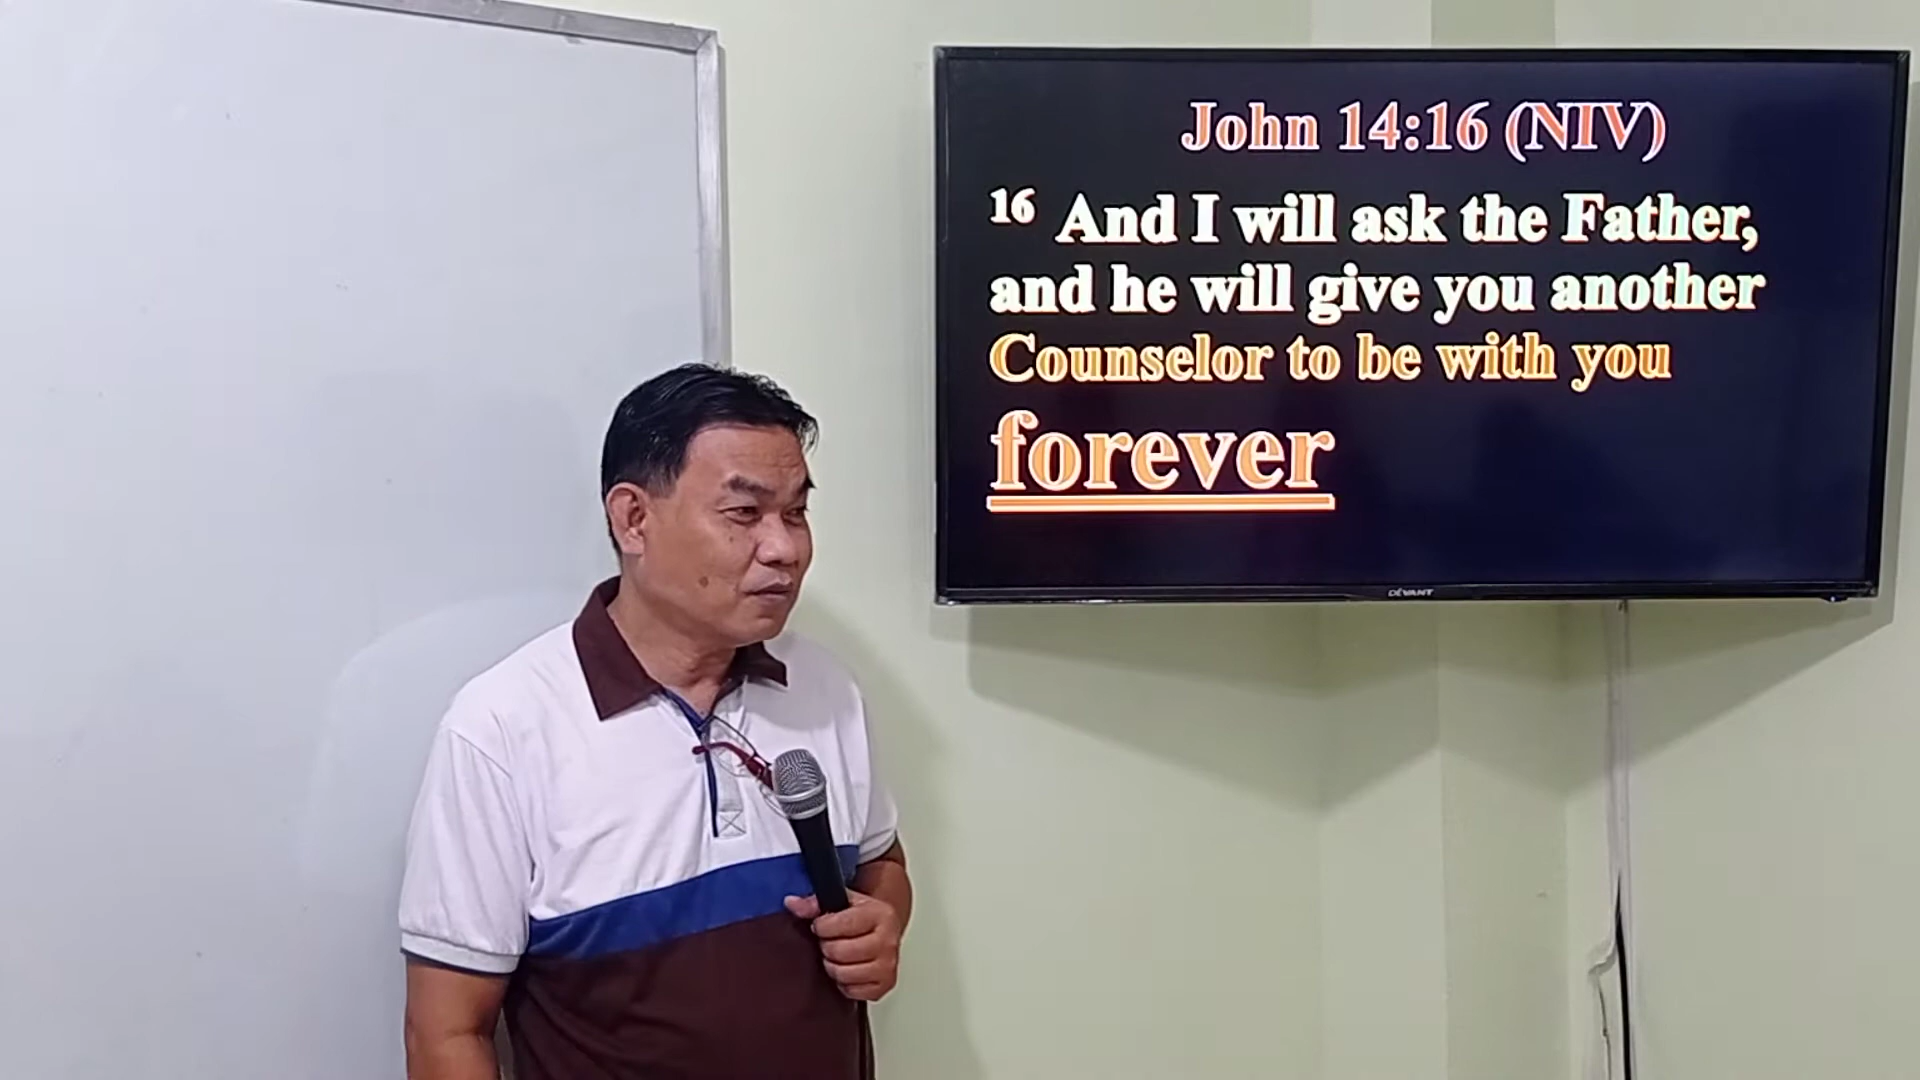 John 14:16 (NIV)
16 And I will ask the Father,
and he will give you another
Counselor to be with you
forever
DEVANT